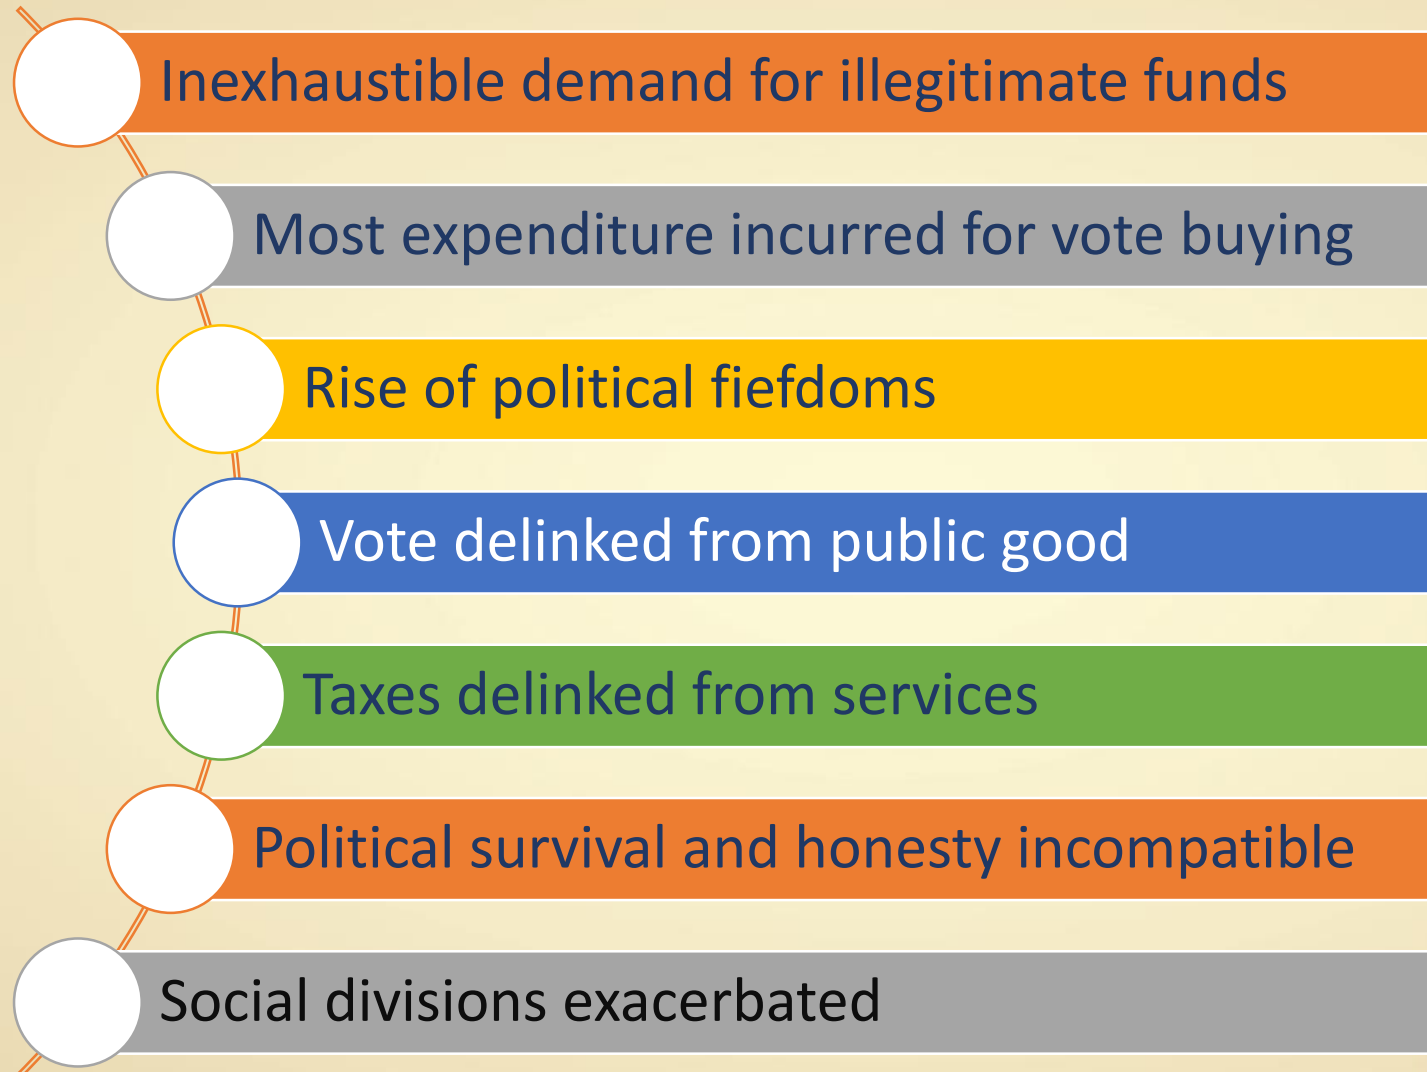 Inexhaustible demand for illegitimate funds
Most expenditure incurred for vote buying
Rise of political fiefdoms
Vote delinked from public good
Taxes delinked from services
Political survival and honesty incompatible
Social divisions exacerbated